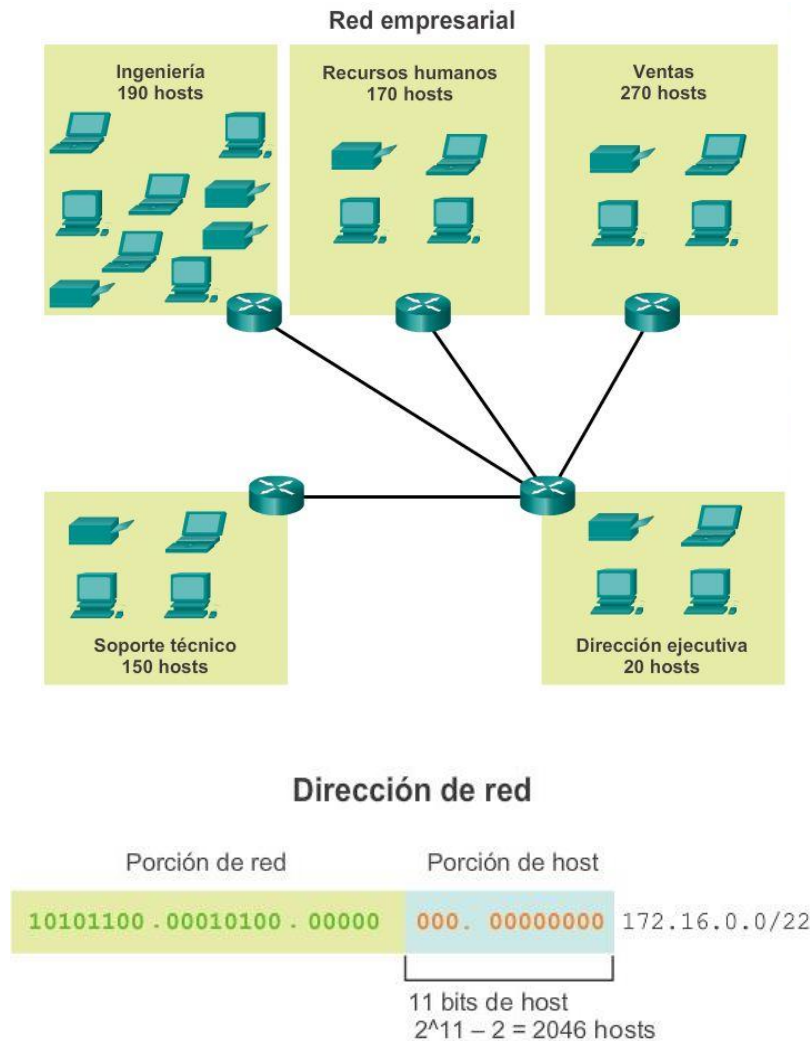 Red empresarial
Ingeniería
190 hosts
Recursos humanos
170 hosts
Ventas
270 hosts
Soporte técnico
150 hosts
Dirección ejecutiva
20 hosts
Dirección de red
Porción de red
Porción de host
10101100.00010100.00000 000. 00000000 172.16.0.0/22
11 bits de host
2^11 – 2 = 2046 hosts